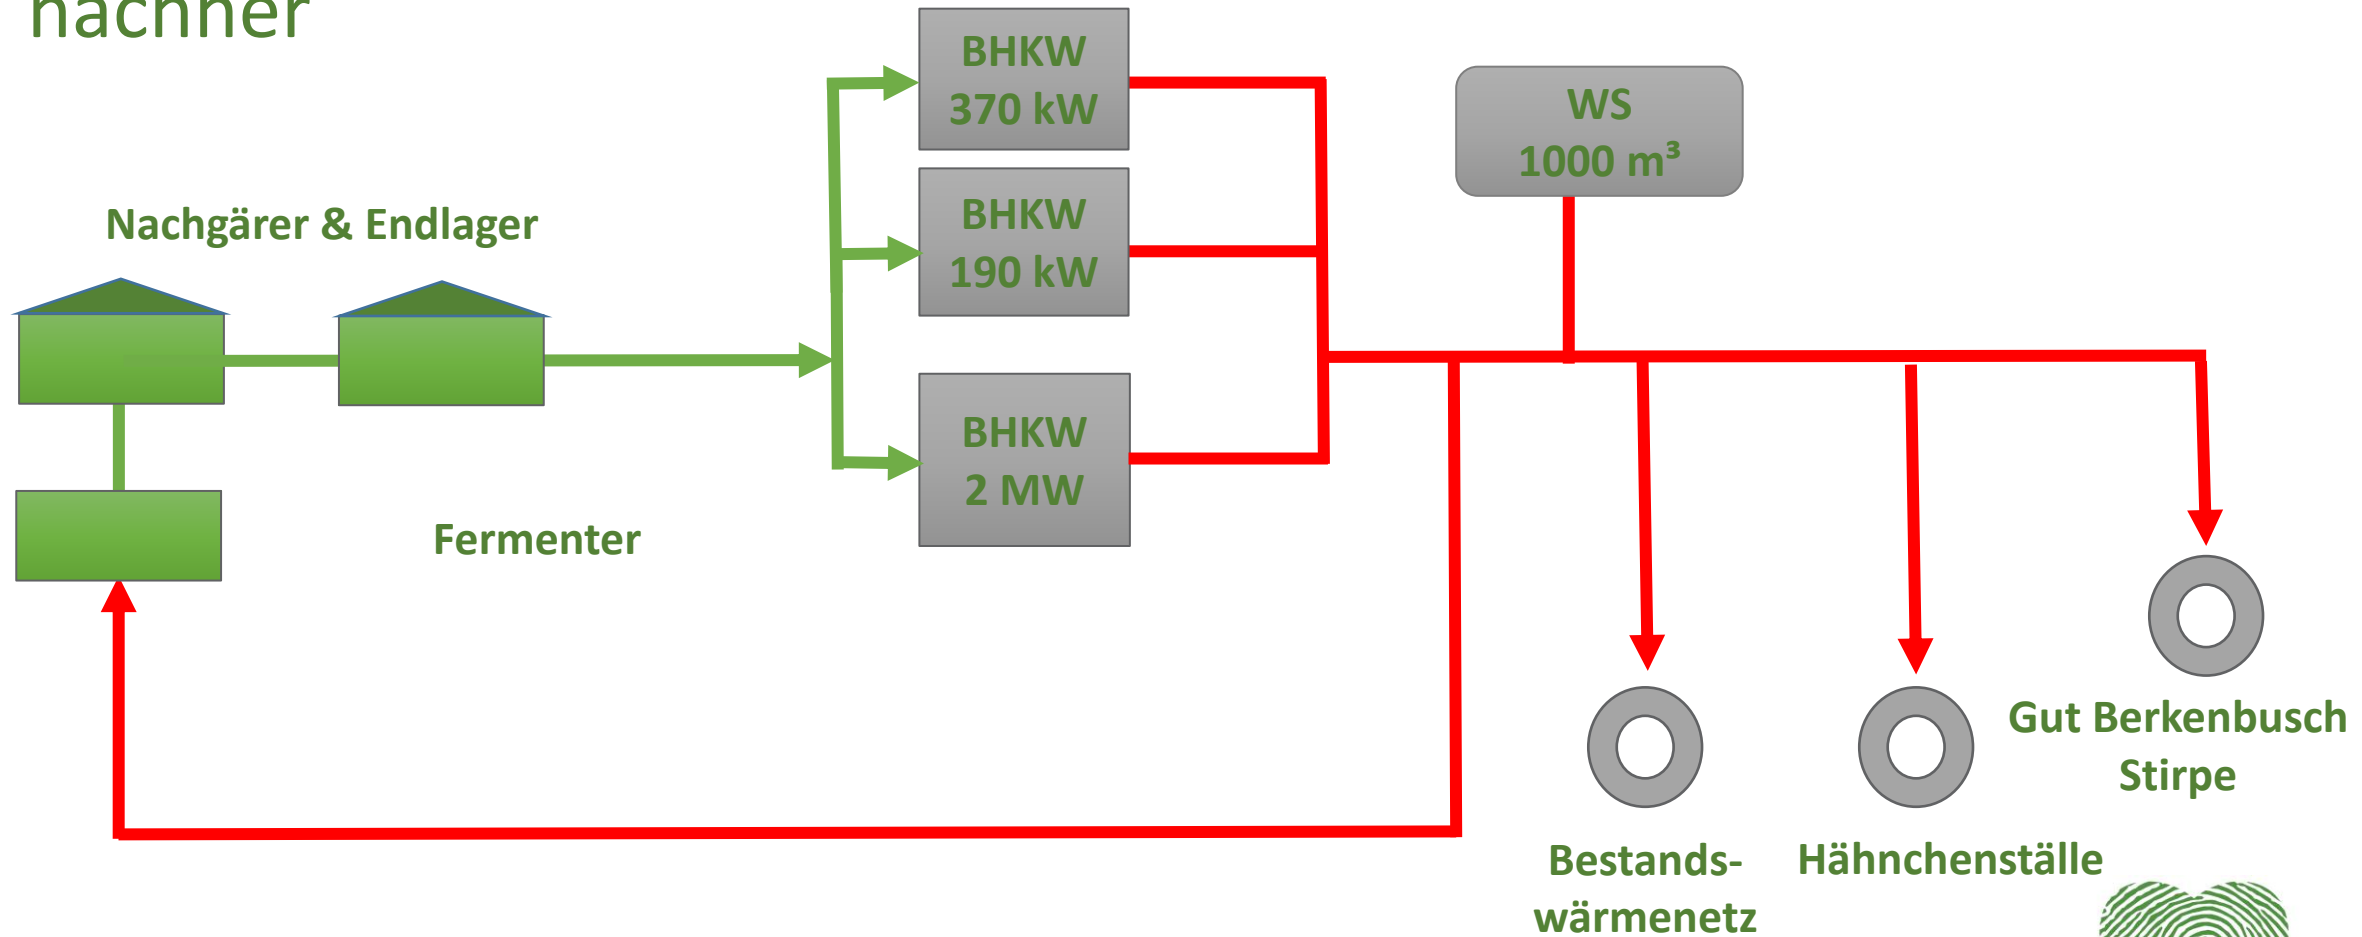 nachher
BHKW
370 kW
WS
1000 m³
BHKW
190 kW
Nachgärer & Endlager
BHKW
2 MW
Fermenter
Gut Berkenbusch
Stirpe
Bestands-
wärmenetz
Hähnchenställe